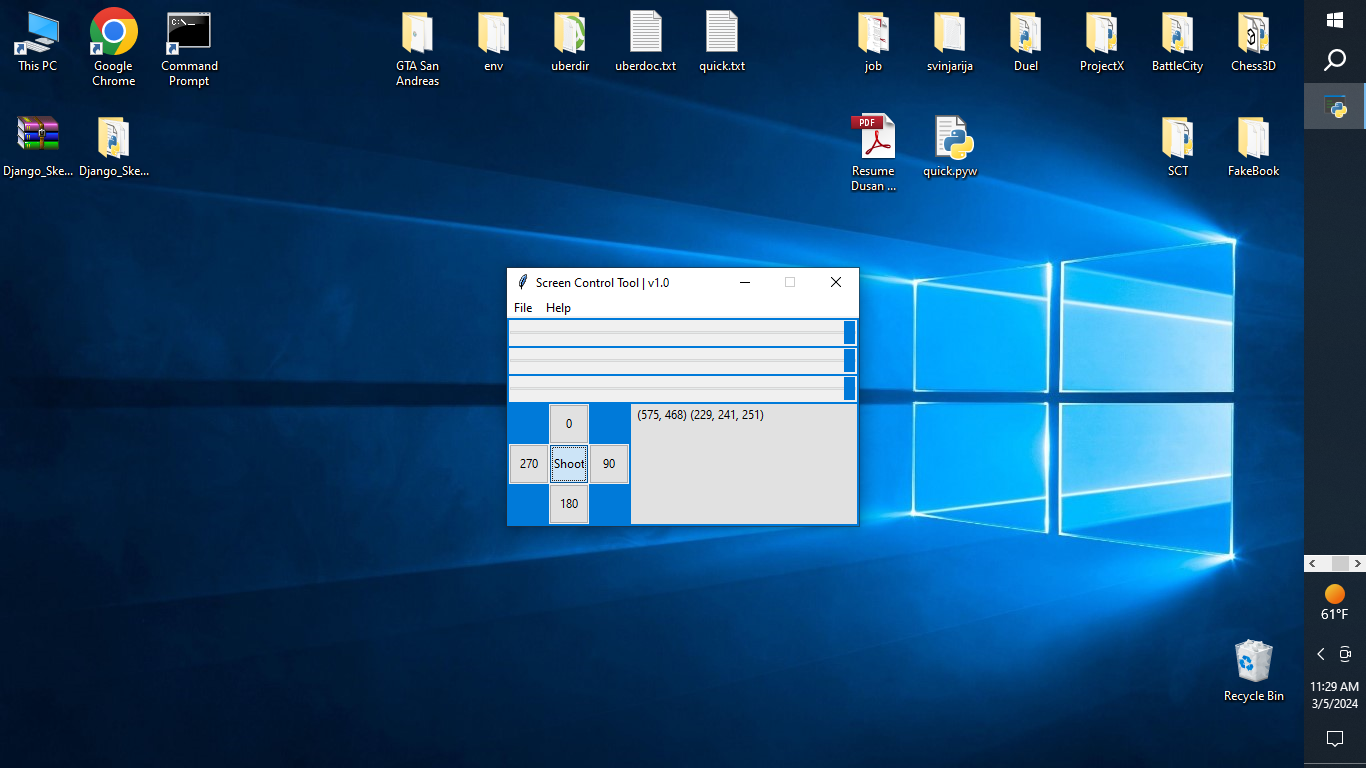 This PC
Google
Chrome
Command
Prompt
GTA San
Andreas
env
uberdir
uberdoc.txt
quick.txt
job
svinjarija
Duel
ProjectX
BattleCity
Chess3D
Django_Ske...
Django_Ske...
PDF
Resume
Dusan ...
quick.pyw
SCT
FakeBook
Screen Control Tool | v1.0
File Help
(575, 468) (229, 241, 251)
0
270 Shoot 90
180
61°F
Recycle Bin
11:29 AM
3/5/2024